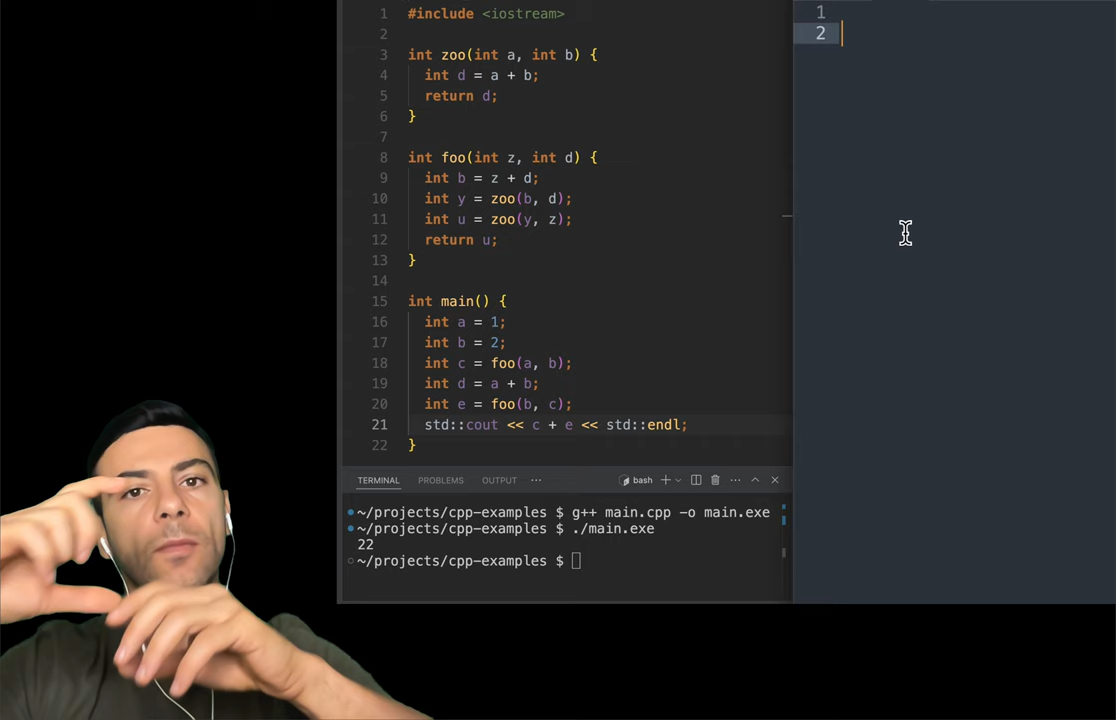 1 #include <iostream>
2
3 int zoo(int a, int b) {
4   int d = a + b;
5   return d;
6 }
7
8 int foo(int z, int d) {
9   int b = z + d;
10   int y = zoo(b, d);
11   int u = zoo(y, z);
12   return u;
13 }
14
15 int main() {
16   int a = 1;
17   int b = 2;
18   int c = foo(a, b);
19   int d = a + b;
20   int e = foo(b, c);
21   std::cout << c + e << std::endl;
22 }
TERMINAL PROBLEMS OUTPUT ... bash
~/projects/cpp-examples $ g++ main.cpp -o main.exe
~/projects/cpp-examples $ ./main.exe
22
~/projects/cpp-examples $
1
2